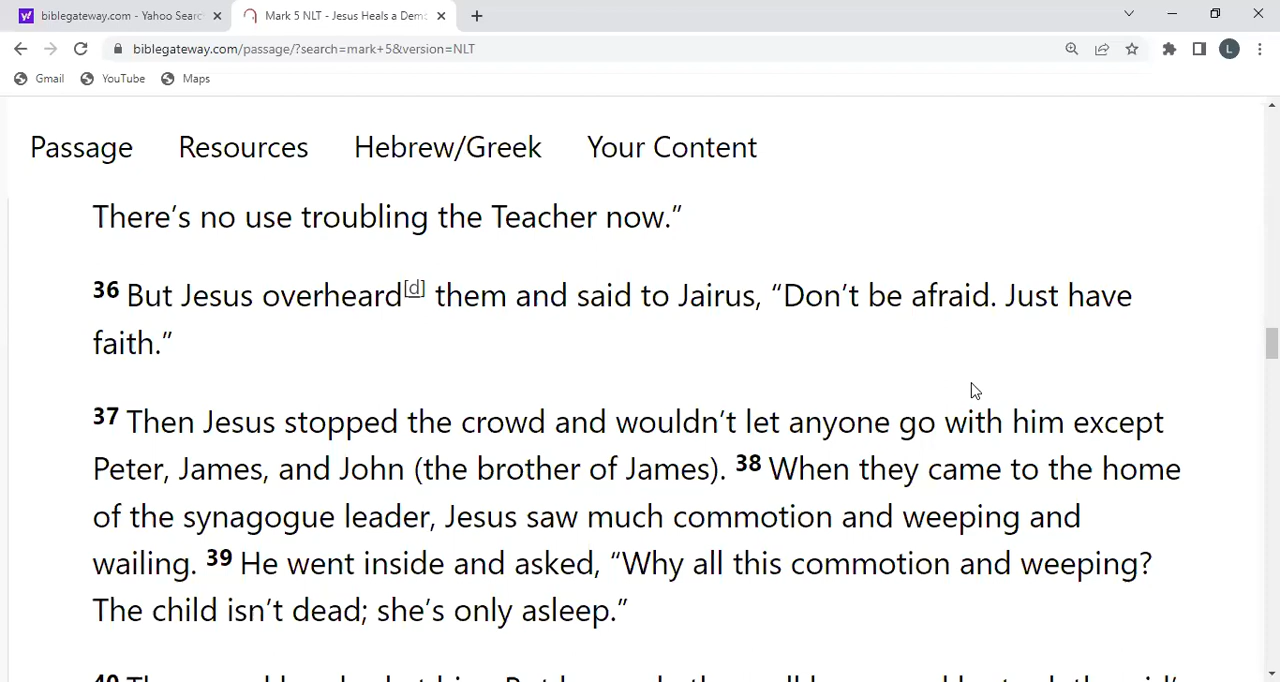 biblegateway.com - Yahoo Searc
Mark 5 NLT - Jesus Heals a Dem
biblegateway.com/passage/?search=mark+5&version=NLT
L
Gmail YouTube Maps
Passage Resources Hebrew/Greek Your Content
There’s no use troubling the Teacher now.”
36 But Jesus overheard[d] them and said to Jairus, “Don’t be afraid. Just have
faith.”
37 Then Jesus stopped the crowd and wouldn’t let anyone go with him except
Peter, James, and John (the brother of James). 38 When they came to the home
of the synagogue leader, Jesus saw much commotion and weeping and
wailing. 39 He went inside and asked, “Why all this commotion and weeping?
The child isn’t dead; she’s only asleep.”